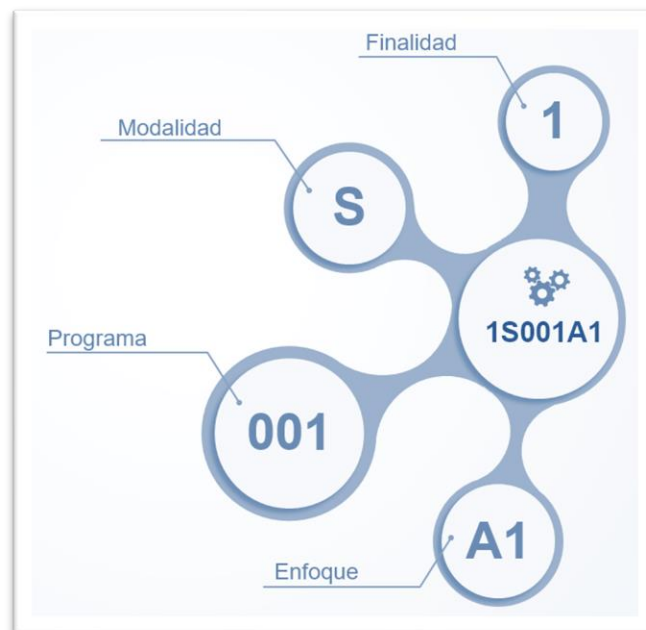 Finalidad
1
Modalidad
S
1S001A1
Programa
001
A1
Enfoque